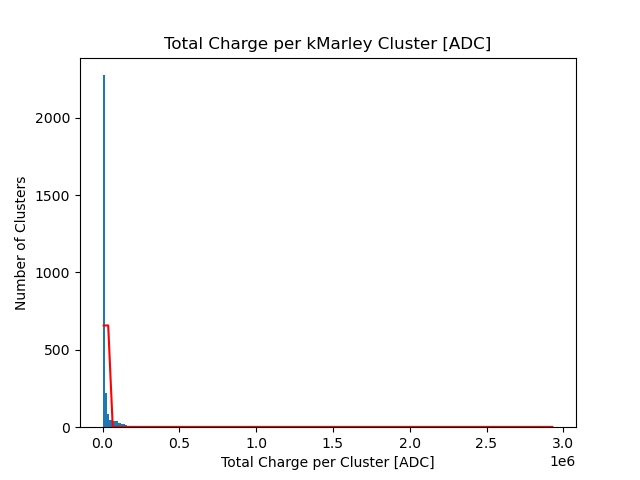 Total Charge per kMarley Cluster [ADC]
Number of Clusters
2000
1500
1000
500
0
0.0 0.5 1.0 1.5 2.0 2.5 3.0
1e6
Total Charge per Cluster [ADC]